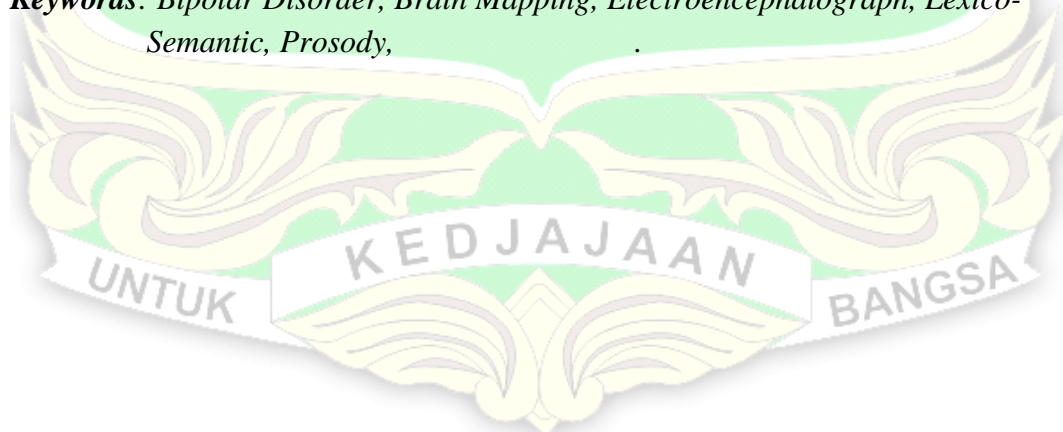 Keywords: Bipolar Disorder, Brain Mapping, Electroencephalograph, Lexico-
Semantic, Prosody, .
UNTUK KEDJAJAAN BANGSA